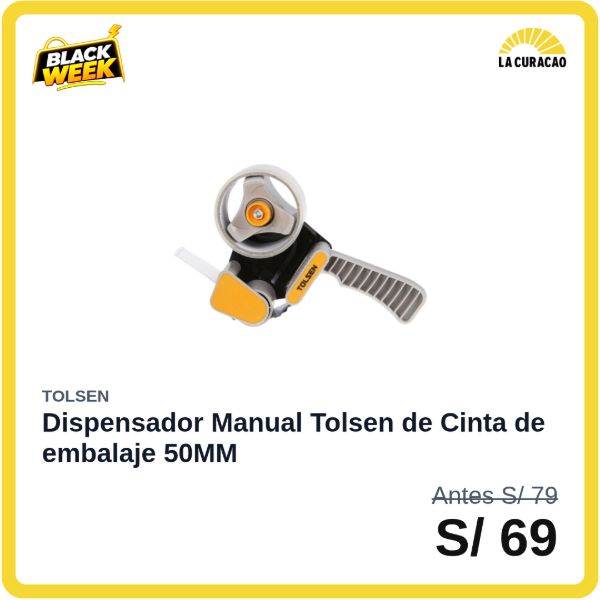 BLACK
WEEK
LA CURACAO
TOLSEN
TOLSEN
Dispensador Manual Tolsen de Cinta de
embalaje 50MM
Antes S/ 79
S/ 69